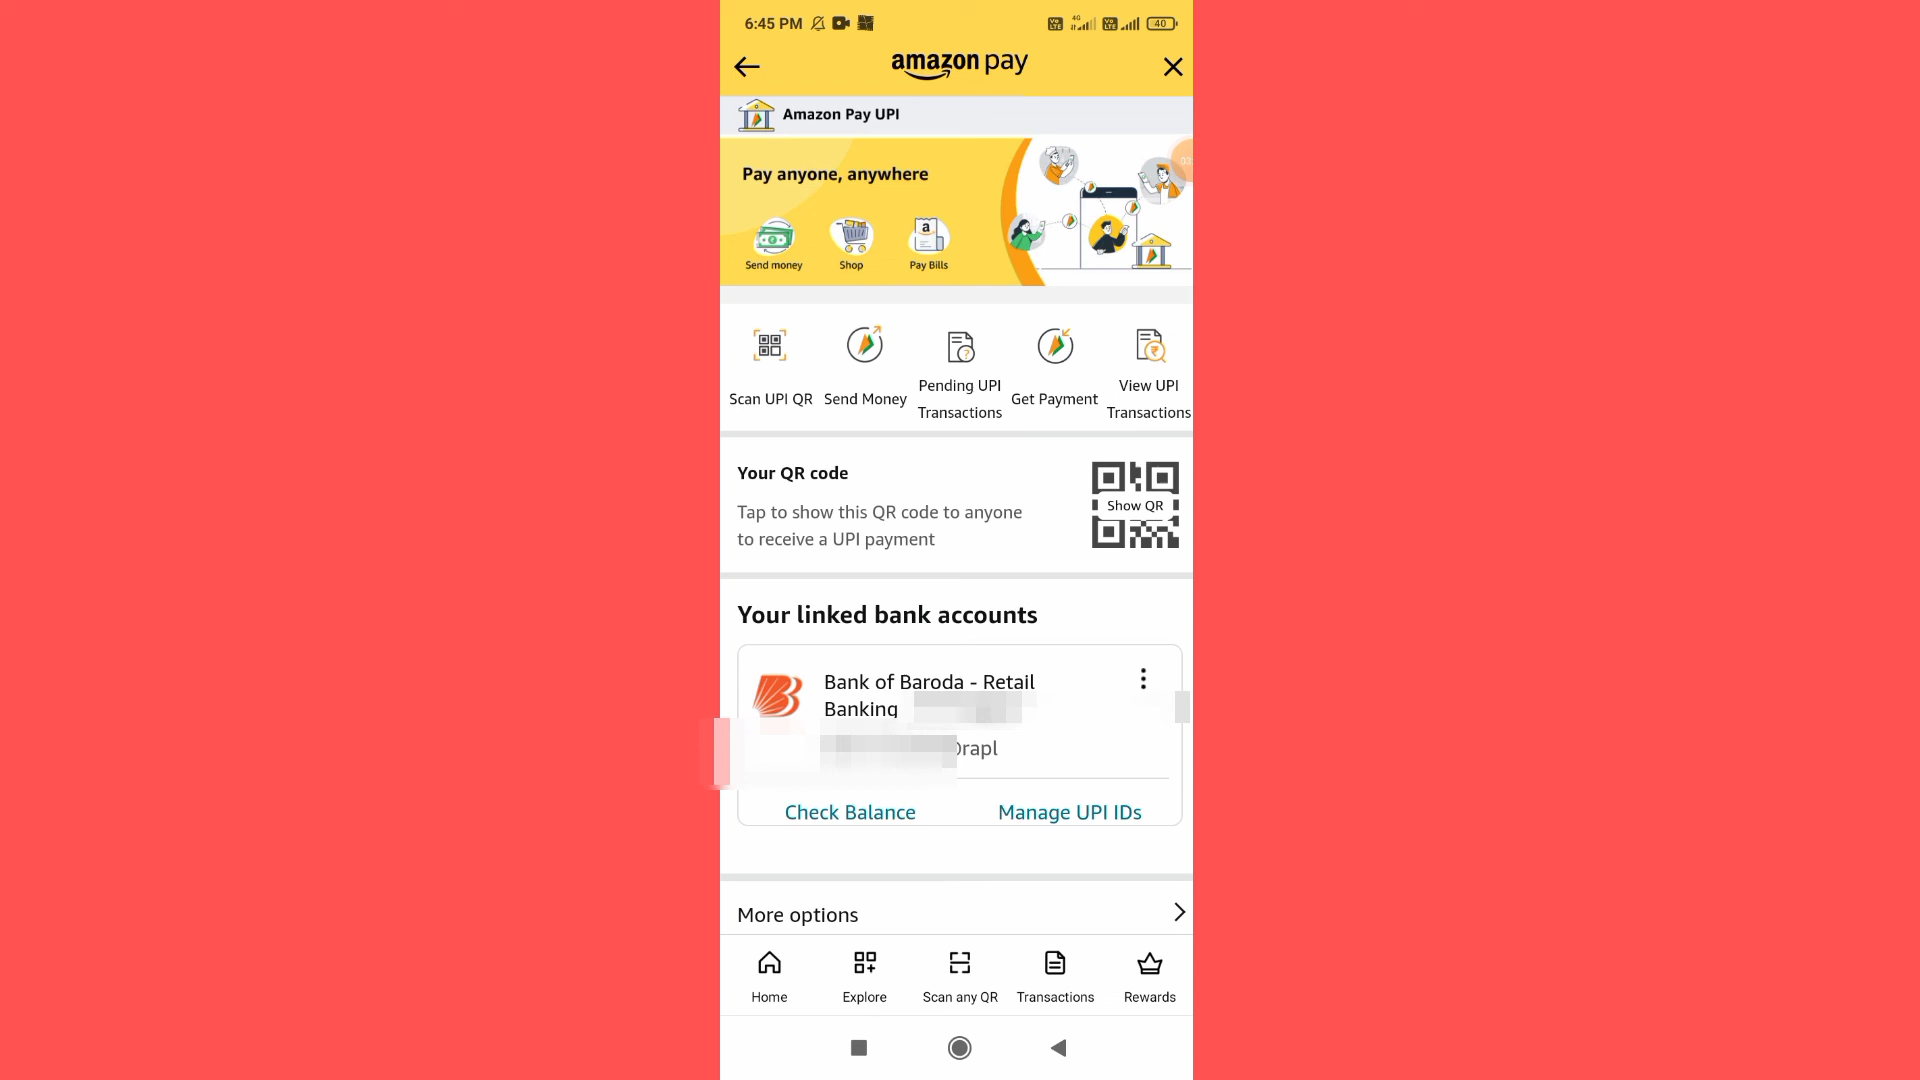 6:45 PM
4G
40
amazon pay
Amazon Pay UPI
Pay anyone, anywhere
Send money
Shop
Pay Bills
Scan UPI QR
Send Money
Pending UPI
Transactions
Get Payment
View UPI
Transactions
Your QR code
Tap to show this QR code to anyone
to receive a UPI payment
Show QR
Your linked bank accounts
Bank of Baroda - Retail
Banking
rapl
Check Balance
Manage UPI IDs
More options
Home
Explore
Scan any QR
Transactions
Rewards